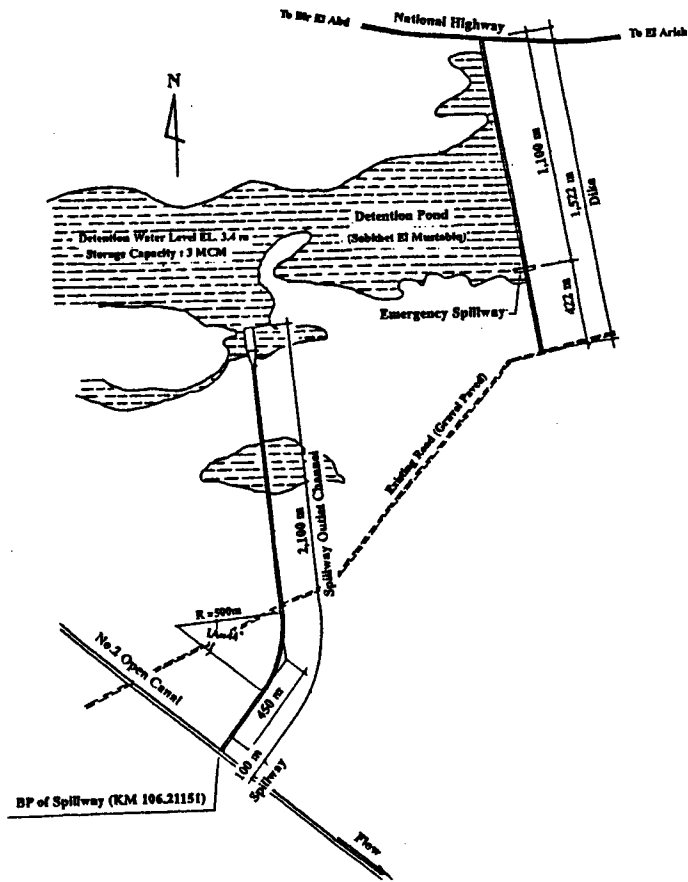 To Bir El Abd
National Highway
To El Arish
N
1,100 m
1,522 m
Dike
422 m
Detention Pond
(Sabkhet El Mustabiq)
Detention Water Level EL. 3.4 m
Storage Capacity : 3 MCM
Emergency Spillway
Existing Road (Gravel Paved)
2,100 m
Spillway Outlet Channel
R = 500m
No.2 Open Canal
450 m
100 m
Spillway
BP of Spillway (KM 106.21151)
Flow